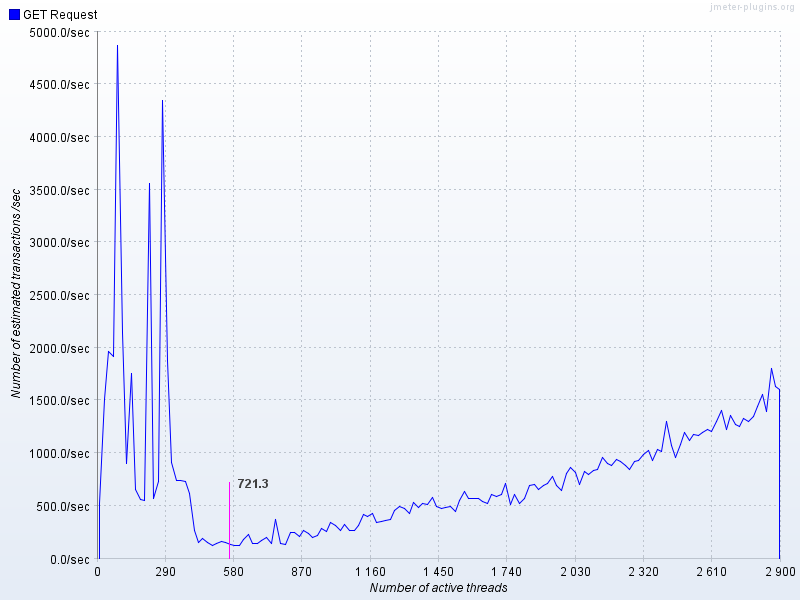 jmeter-plugins.org
GET Request
5000.0/sec
4500.0/sec
4000.0/sec
3500.0/sec
3000.0/sec
2500.0/sec
2000.0/sec
1500.0/sec
1000.0/sec
500.0/sec
0.0/sec
Number of estimated transactions /sec
721.3
0 290 580 870 1 160 1 450 1 740 2 030 2 320 2 610 2 900
Number of active threads